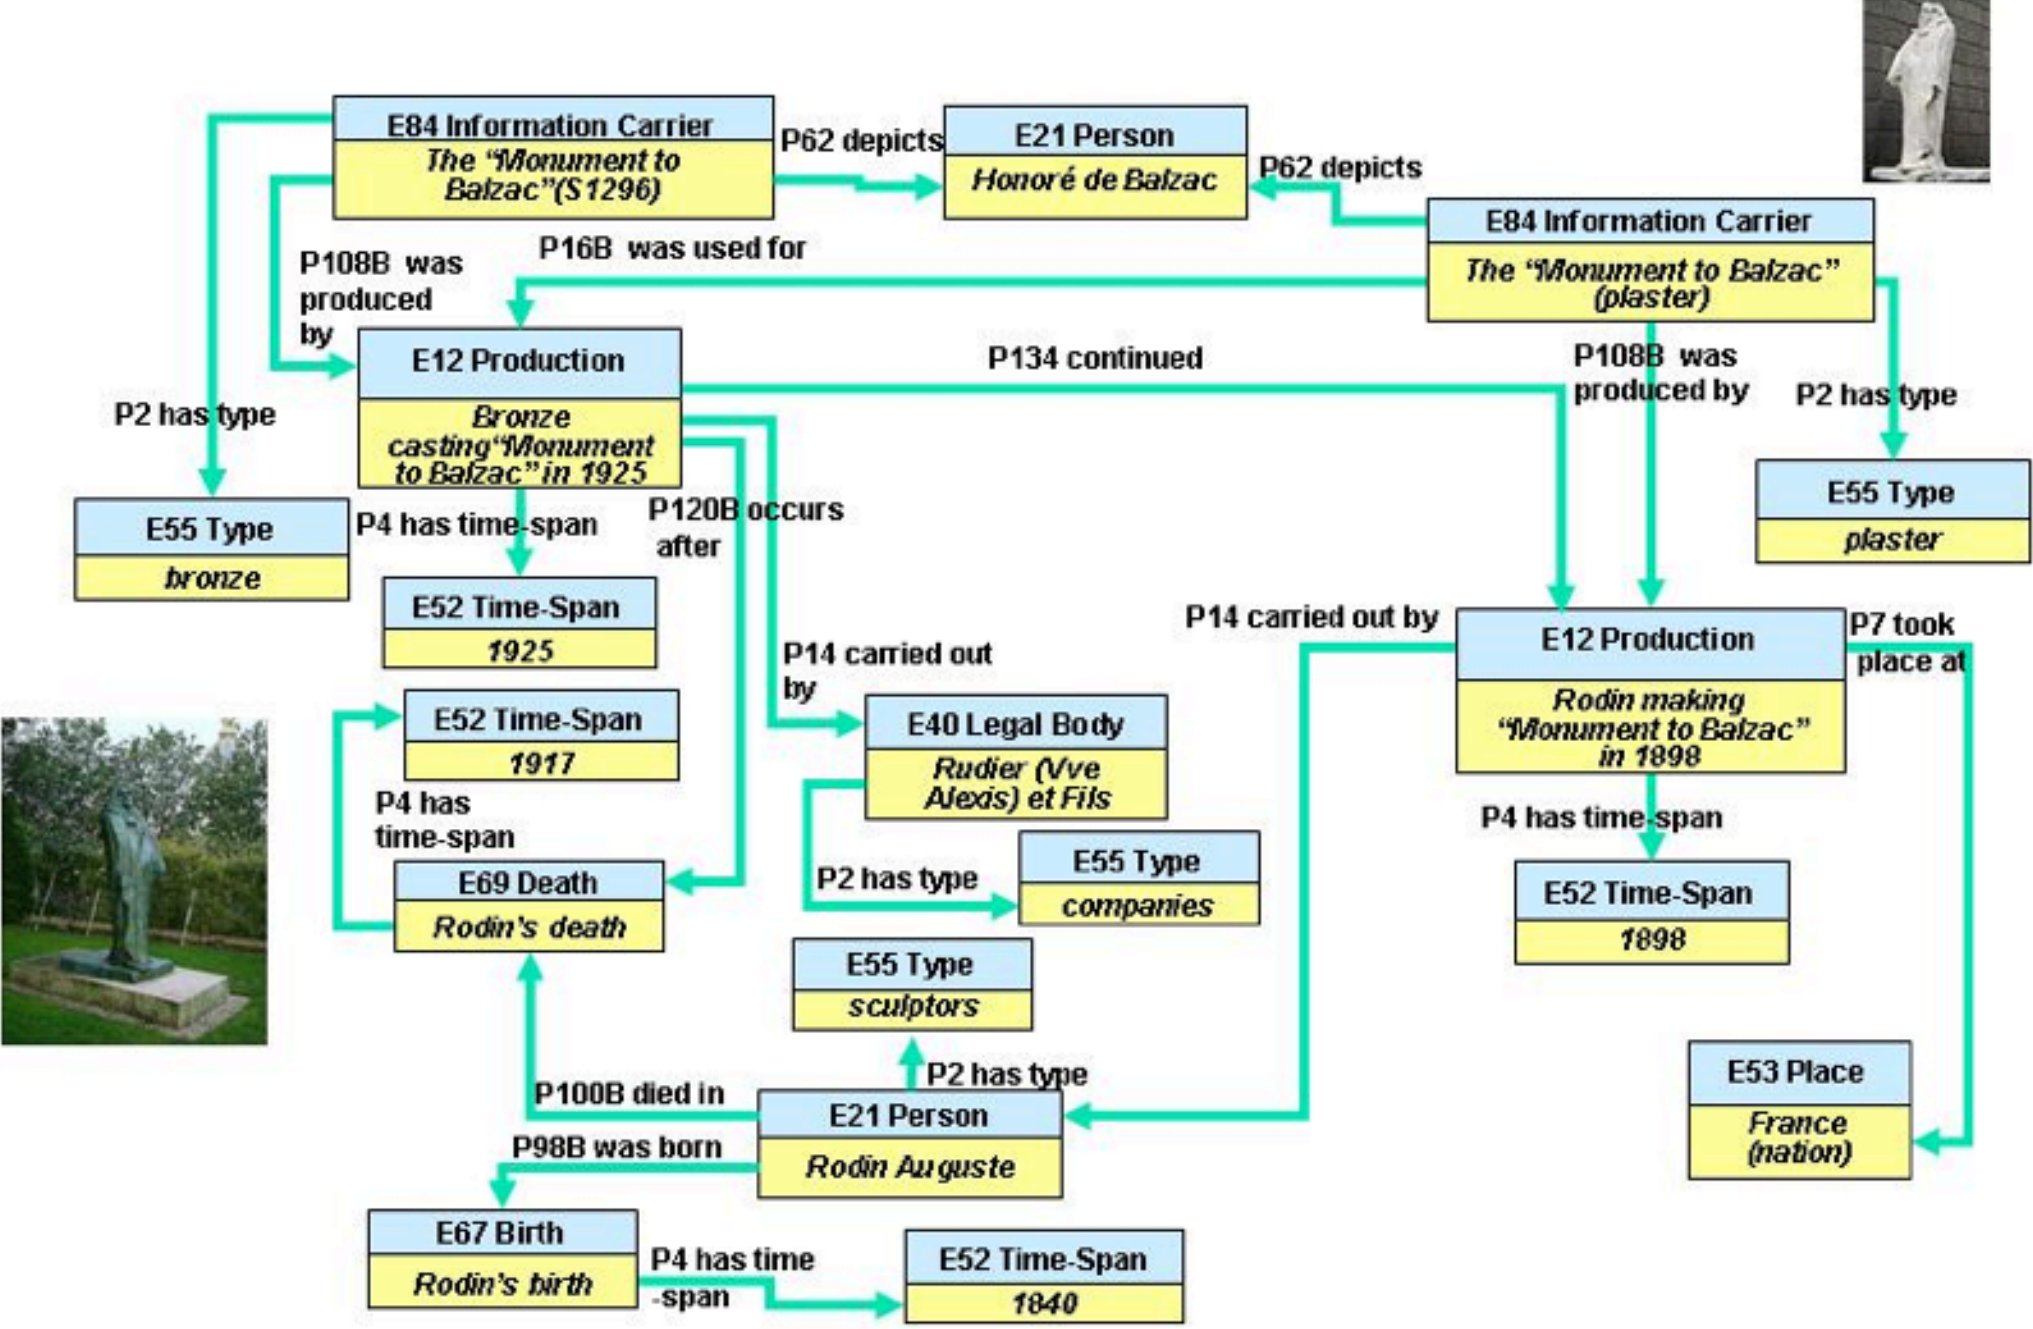 E84 Information Carrier
The “Monument to
Balzac”(S1296)
P62 depicts
E21 Person
Honoré de Balzac
P62 depicts
E84 Information Carrier
The “Monument to Balzac”
(plaster)
P16B was used for
P108B was
produced
by
E12 Production
Bronze
casting“Monument
to Balzac” in 1925
P134 continued
P108B was
produced by
P2 has type
P2 has type
E55 Type
bronze
P4 has time-span
P120B occurs
after
E55 Type
plaster
E52 Time-Span
1925
P14 carried out
by
P14 carried out by
E12 Production
Rodin making
“Monument to Balzac”
in 1898
P7 took
place at
E52 Time-Span
1917
P4 has
time-span
E40 Legal Body
Rudier (Vve
Alexis) et Fils
P4 has time-span
E69 Death
Rodin’s death
P2 has type
E55 Type
companies
E52 Time-Span
1898
E55 Type
sculptors
P2 has type
P100B died in
E21 Person
Rodin Auguste
P98B was born
E53 Place
France
(nation)
E67 Birth
Rodin’s birth
P4 has time
-span
E52 Time-Span
1840